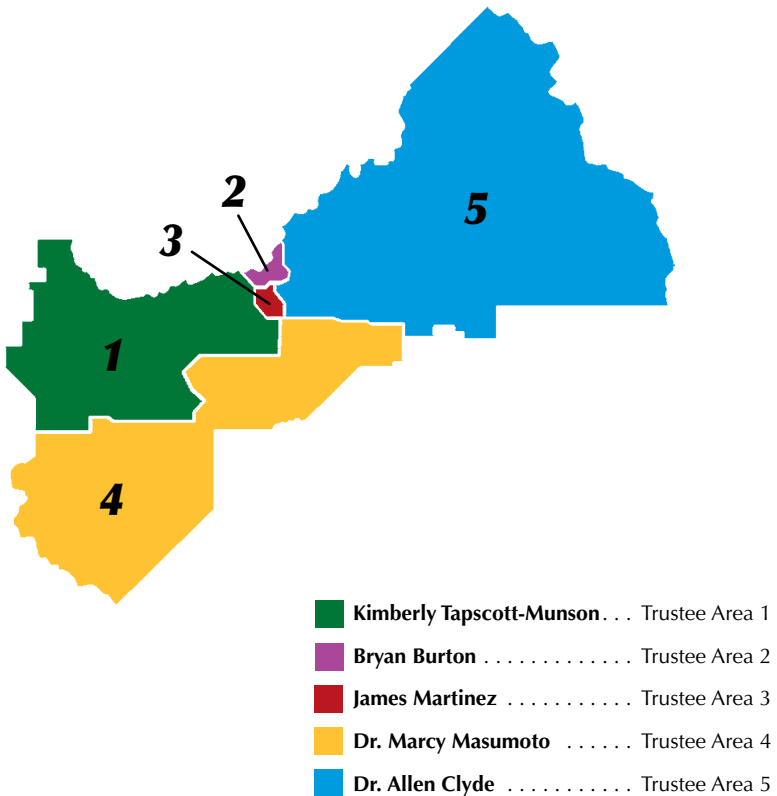 5
2
3
1
4
Kimberly Tapscott-Munson . . . Trustee Area 1
Bryan Burton . . . . . . . . . . . . . Trustee Area 2
James Martinez . . . . . . . . . . . Trustee Area 3
Dr. Marcy Masumoto . . . . . . Trustee Area 4
Dr. Allen Clyde . . . . . . . . . . . Trustee Area 5